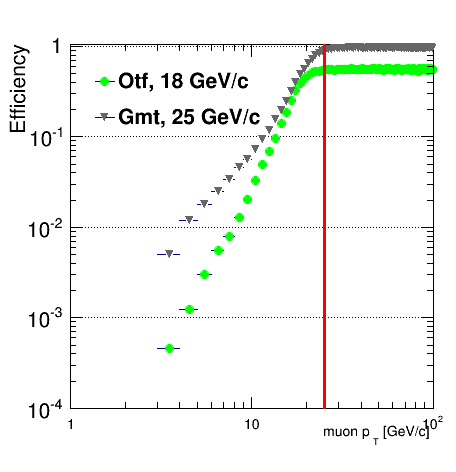 Efficiency
1
Otf, 18 GeV/c
Gmt, 25 GeV/c
10^-1
10^-2
10^-3
10^-4
1
10
10^2
muon p_T [GeV/c]